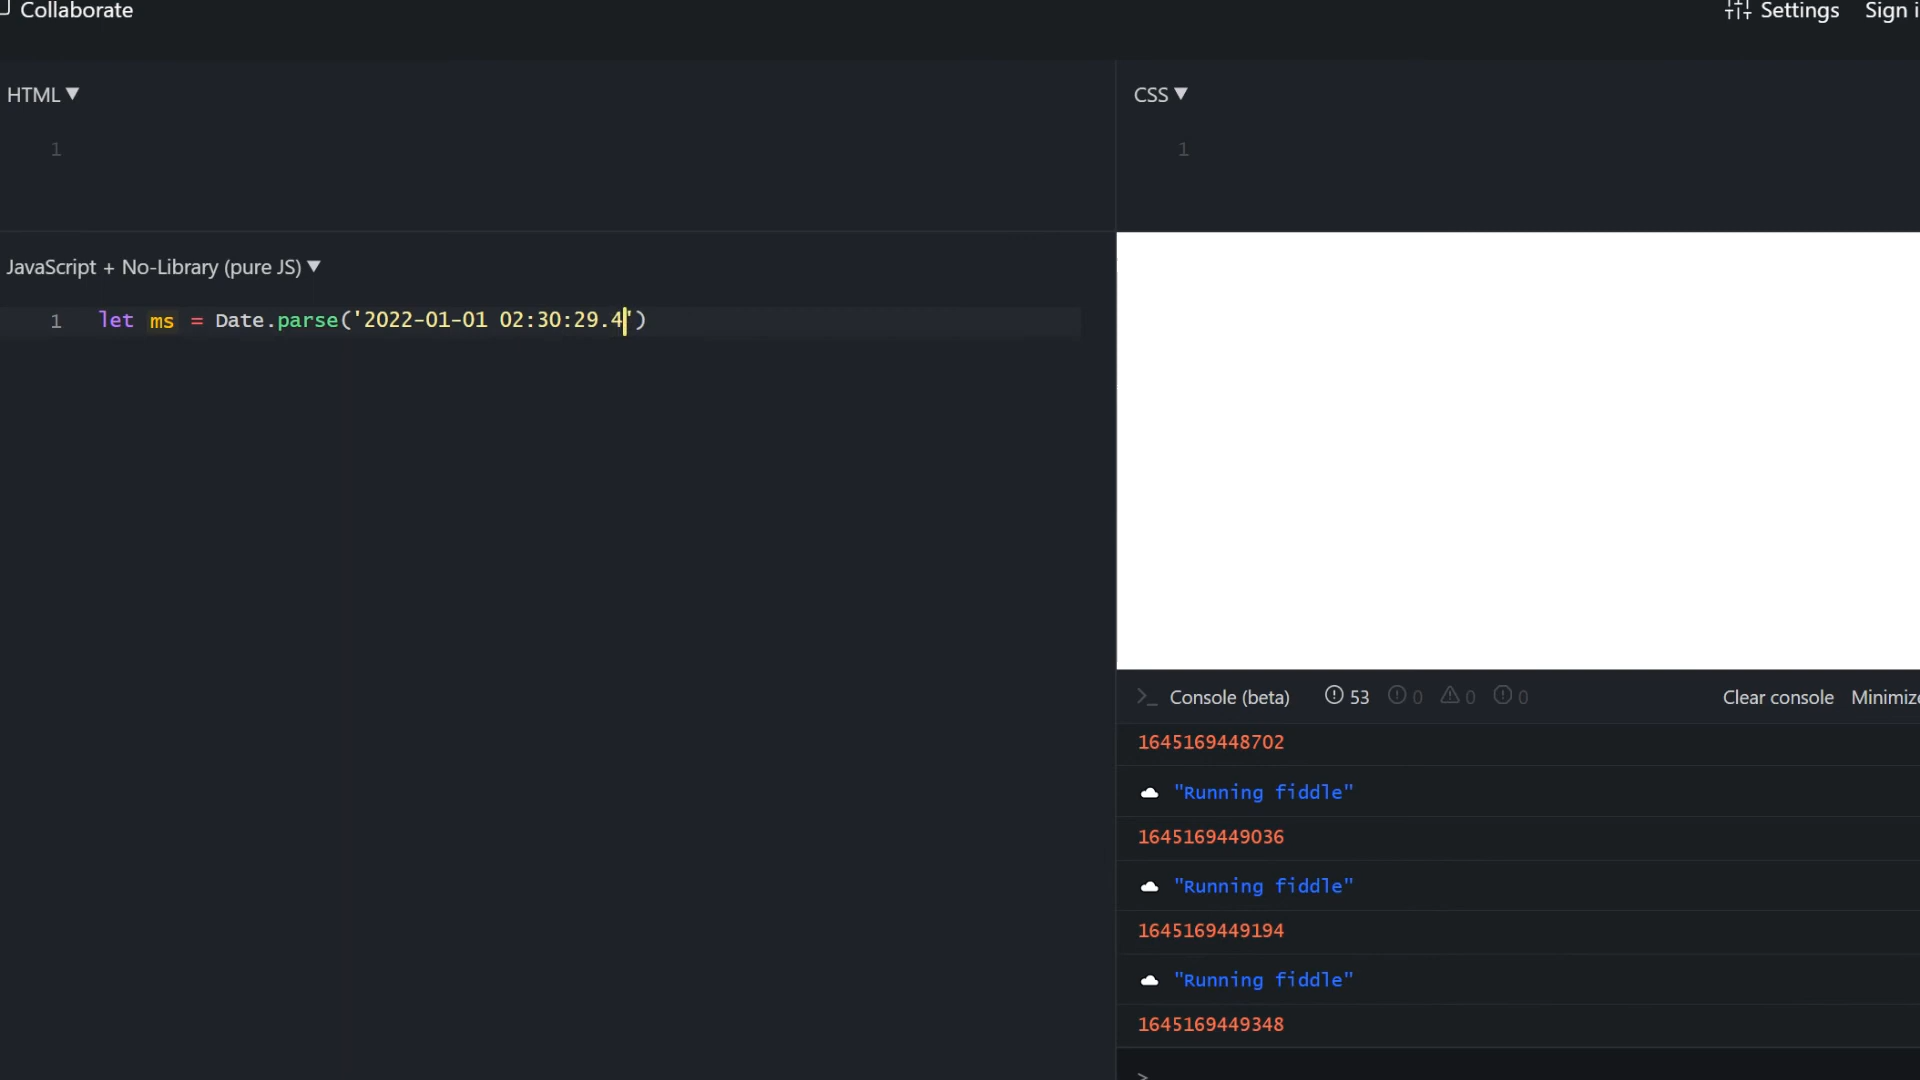 Collaborate
Settings
Sign i
HTML ▼
1
CSS ▼
1
JavaScript + No-Library (pure JS) ▼
1 let ms = Date.parse('2022-01-01 02:30:29.4')
>_ Console (beta) 53 0 0 0 Clear console Minimize
1645169448702
"Running fiddle"
1645169449036
"Running fiddle"
1645169449194
"Running fiddle"
1645169449348
>